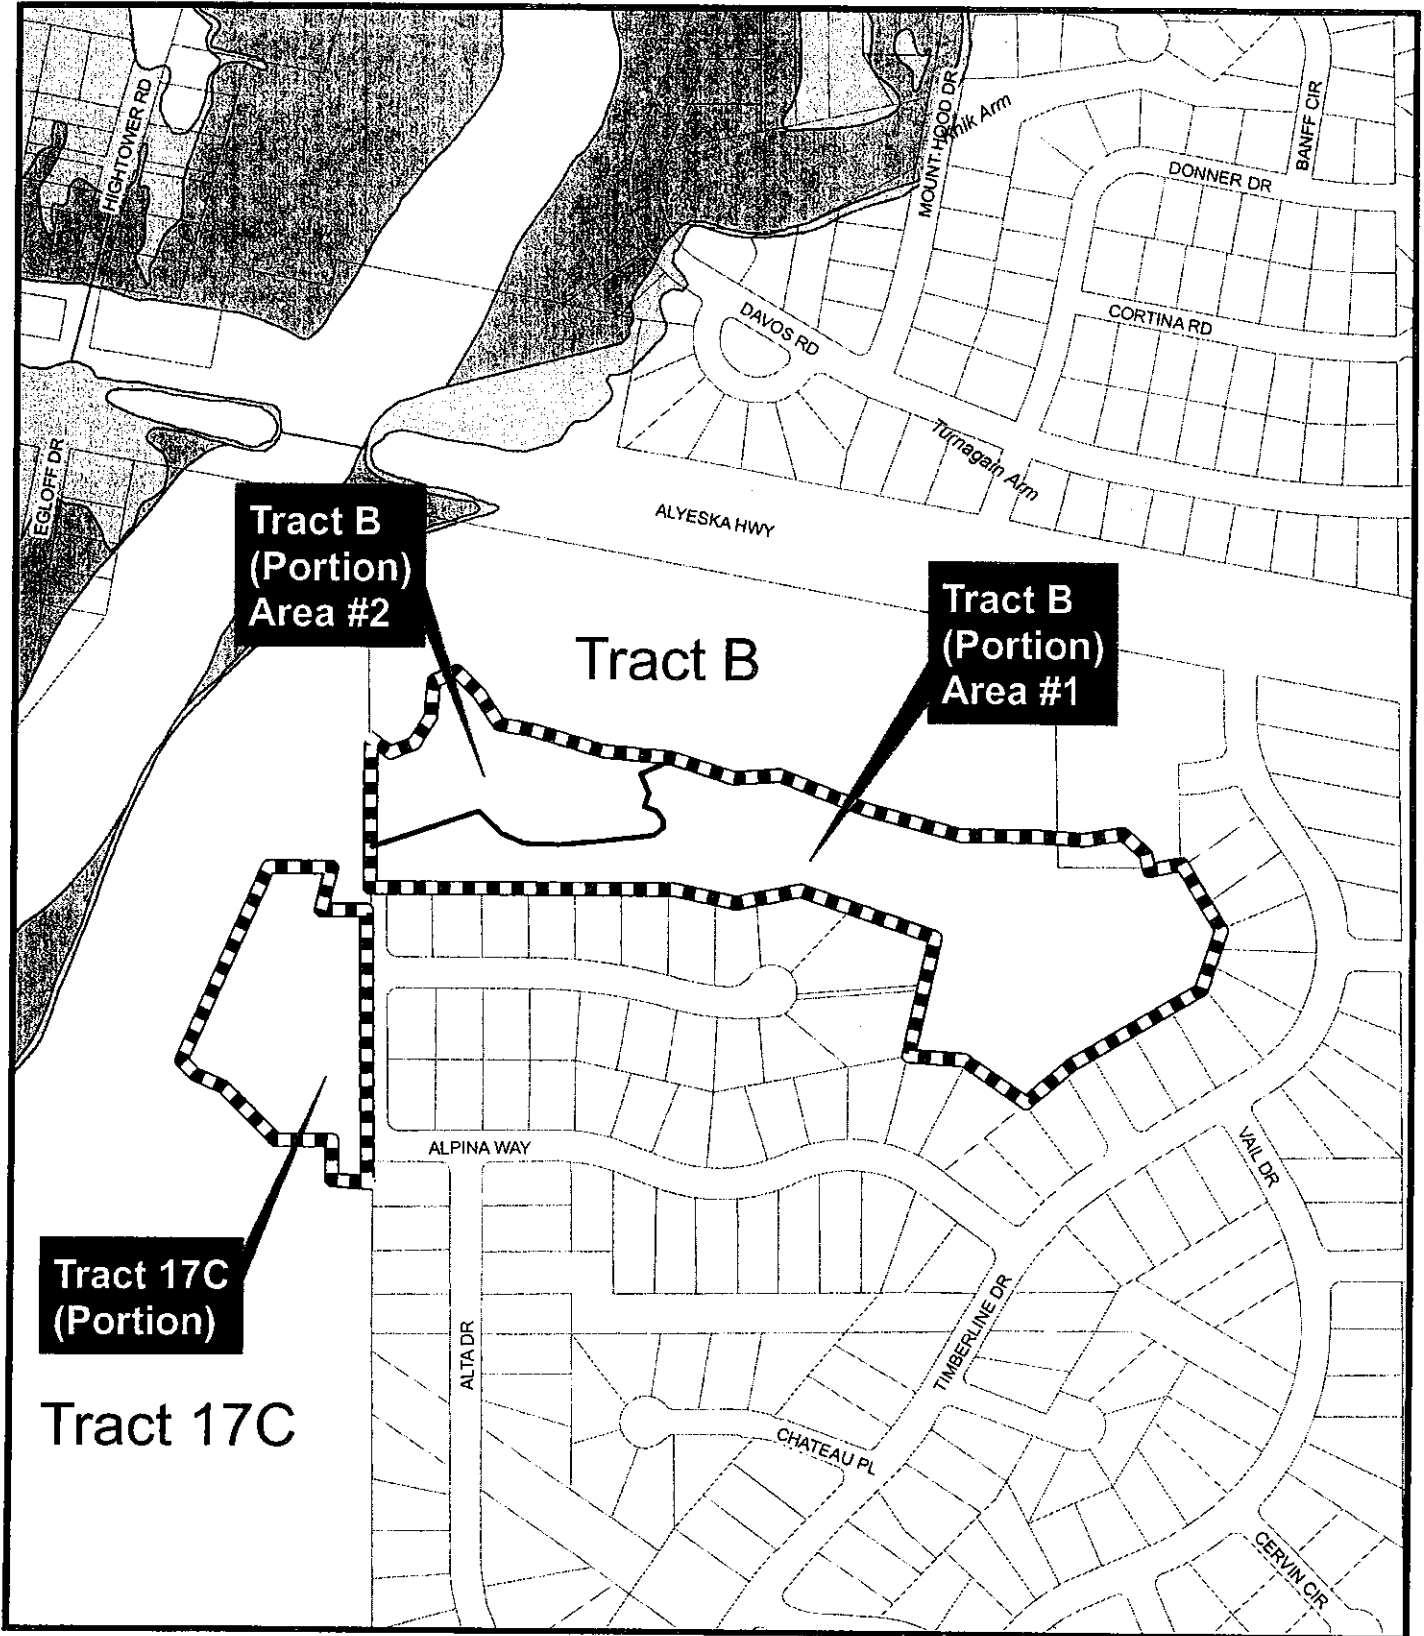 HIGHTOWER RD
MOUNT HOOD DR
Knik Arm
BANFF CIR
DONNER DR
CORTINA RD
DAVOS RD
Turnagain Arm
EGLOFF DR
ALYESKA HWY
Tract B
(Portion)
Area #2
Tract B
Tract B
(Portion)
Area #1
ALPINA WAY
VAIL DR
Tract 17C
(Portion)
ALTA DR
TIMBERLINE DR
Tract 17C
CHATEAU PL
CERVIN CIR